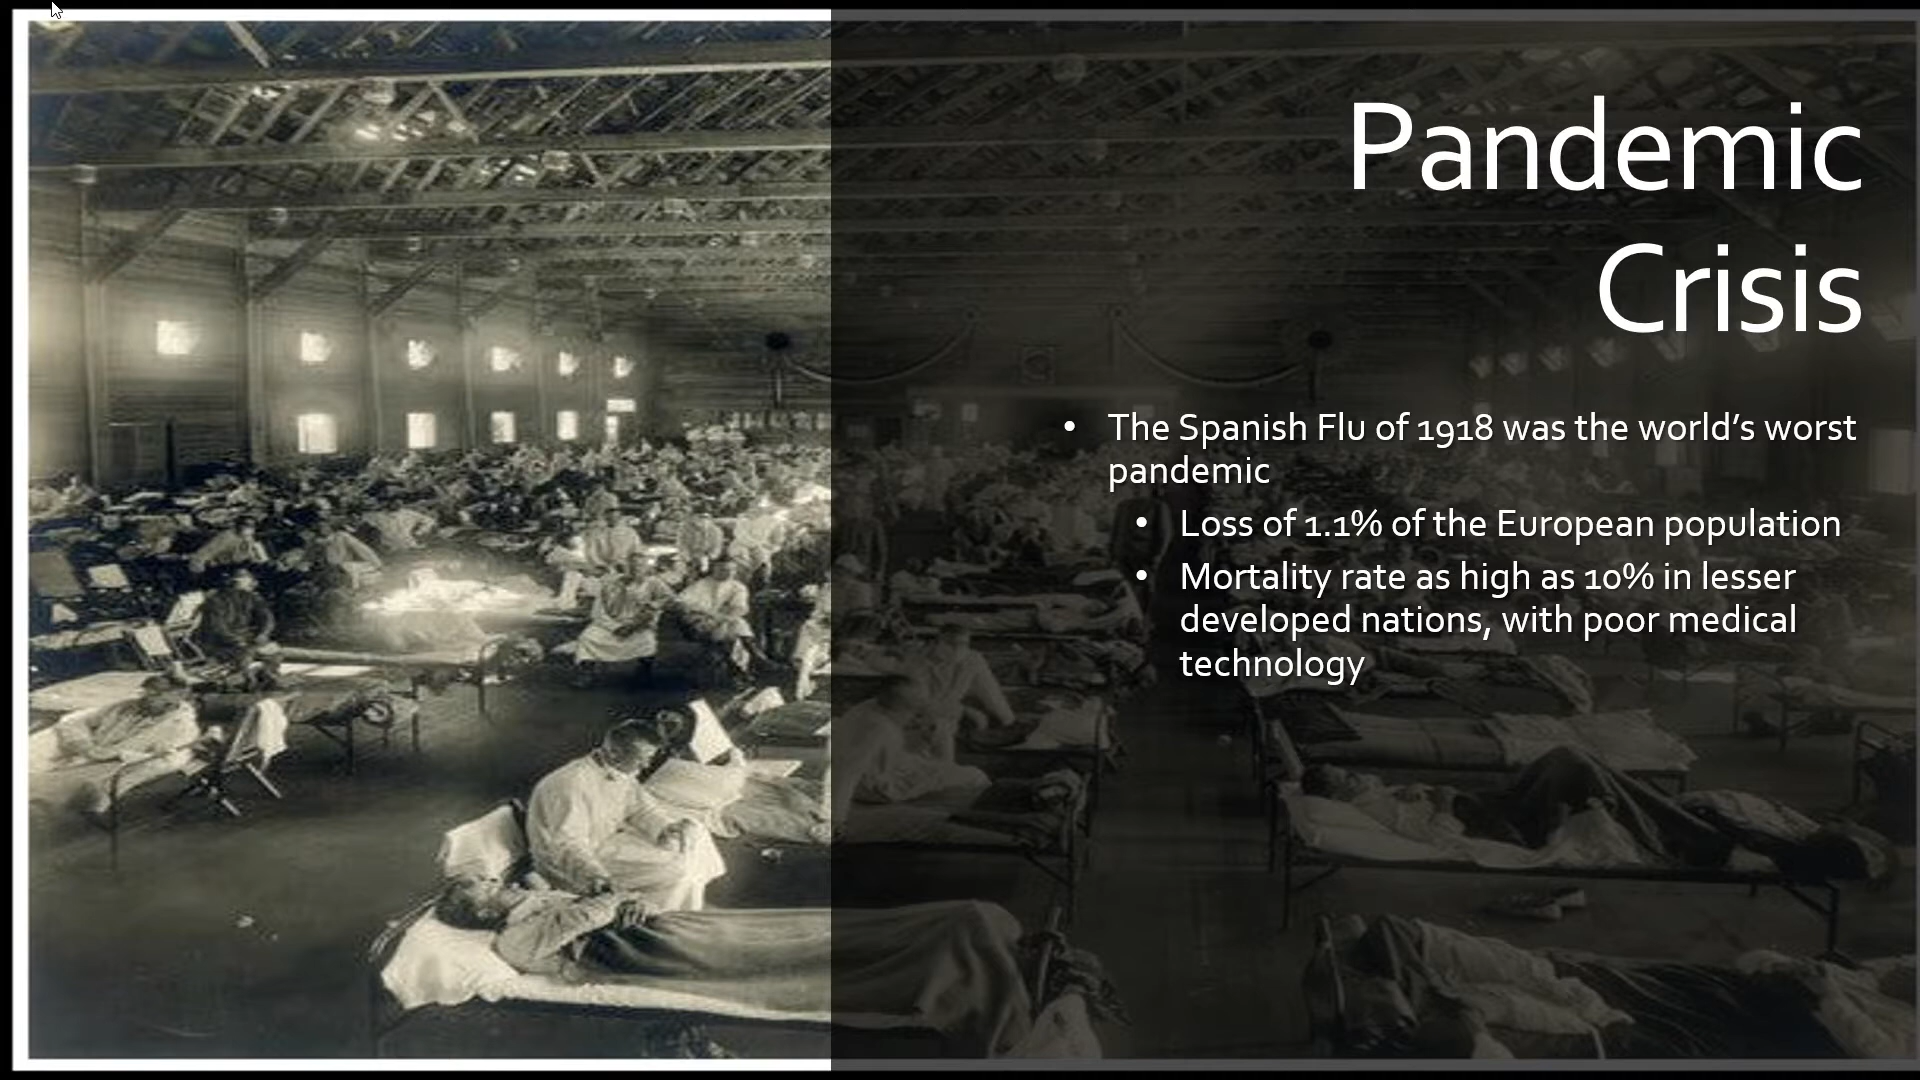 Pandemic
Crisis
• The Spanish Flu of 1918 was the world’s worst
pandemic
• Loss of 1.1% of the European population
• Mortality rate as high as 10% in lesser
developed nations, with poor medical
technology